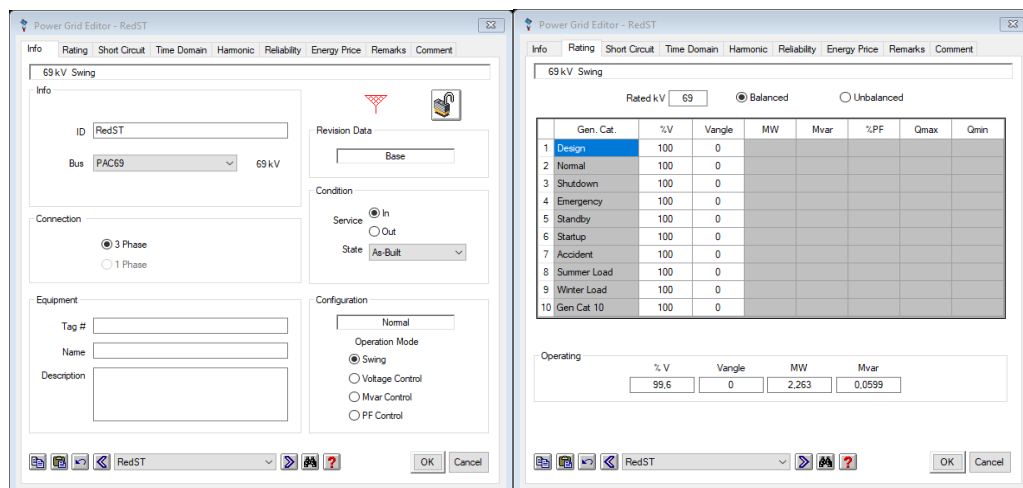 Power Grid Editor - RedST
Info Rating Short Circuit Time Domain Harmonic Reliability Energy Price Remarks Comment
69 kV Swing
Info
ID RedST
Bus PAC69 69 kV
Revision Data
Base
Condition
Service In
Out
State As-Built
Connection
3 Phase
1 Phase
Equipment
Tag #
Name
Description
Configuration
Normal
Operation Mode
Swing
Voltage Control
Mvar Control
PF Control
RedST OK Cancel
Power Grid Editor - RedST
Info Rating Short Circuit Time Domain Harmonic Reliability Energy Price Remarks Comment
69 kV Swing
Rated kV 69 Balanced Unbalanced
Gen. Cat. %V Vangle MW Mvar %PF Qmax Qmin
1 Design 100 0
2 Normal 100 0
3 Shutdown 100 0
4 Emergency 100 0
5 Standby 100 0
6 Startup 100 0
7 Accident 100 0
8 Summer Load 100 0
9 Winter Load 100 0
10 Gen Cat 10 100 0
Operating
% V Vangle MW Mvar
99,6 0 2,263 0,0599
RedST OK Cancel